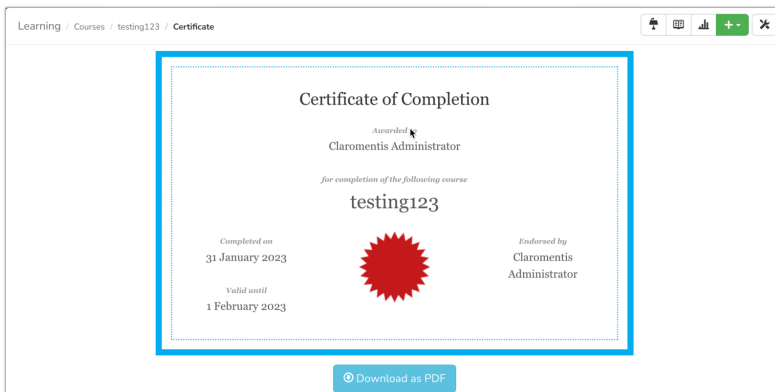 Learning / Courses / testing123 / Certificate
Certificate of Completion
Awarded to
Claromentis Administrator
for completion of the following course
testing123
Completed on
31 January 2023
Valid until
1 February 2023
Endorsed by
Claromentis
Administrator
Download as PDF